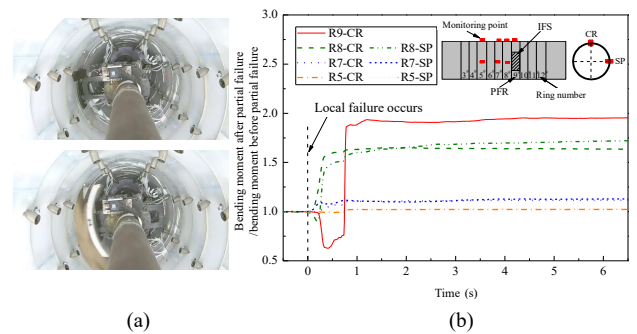 Bending moment after partial failure
/bending moment before partial failure
3.0
2.5
2.0
1.5
1.0
0.5
R9-CR
R8-CR R8-SP
R7-CR R7-SP
R5-CR R5-SP
Monitoring point
IFS
CR
SP
3# 4# 5# 6# 7# 8# 9# 10# 11# 12#
PFR
Ring number
Local failure occurs
0 1 2 3 4 5 6
Time (s)
(a) (b)